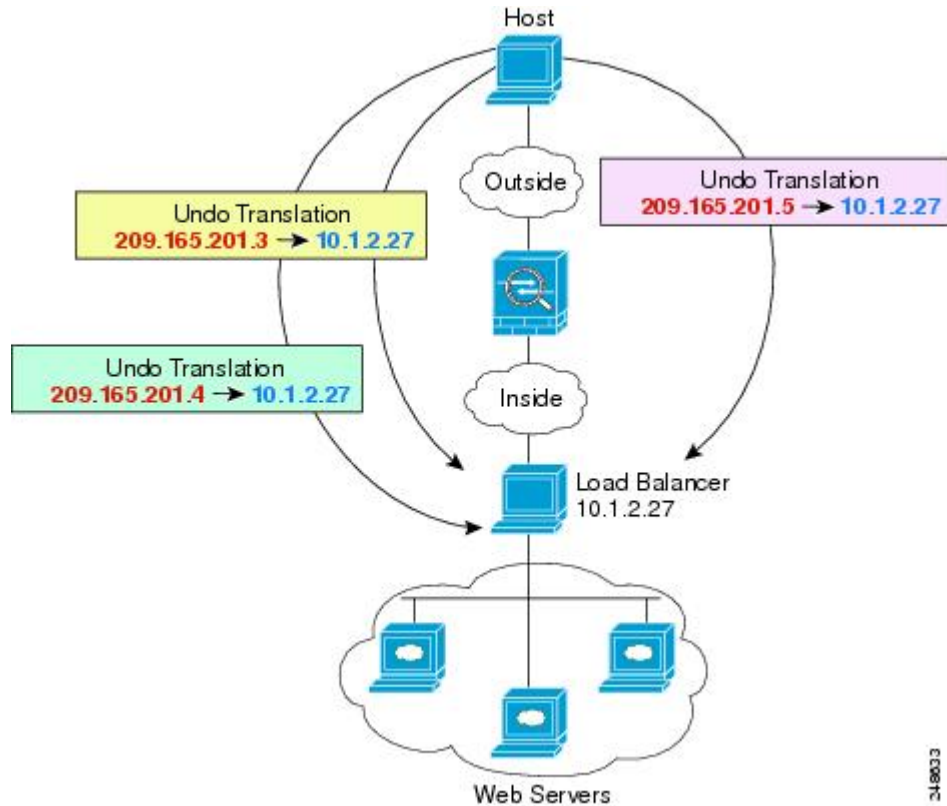 Host
Outside
Undo Translation
209.165.201.5 → 10.1.2.27
Undo Translation
209.165.201.3 → 10.1.2.27
Undo Translation
209.165.201.4 → 10.1.2.27
Inside
Load Balancer
10.1.2.27
Web Servers
248633